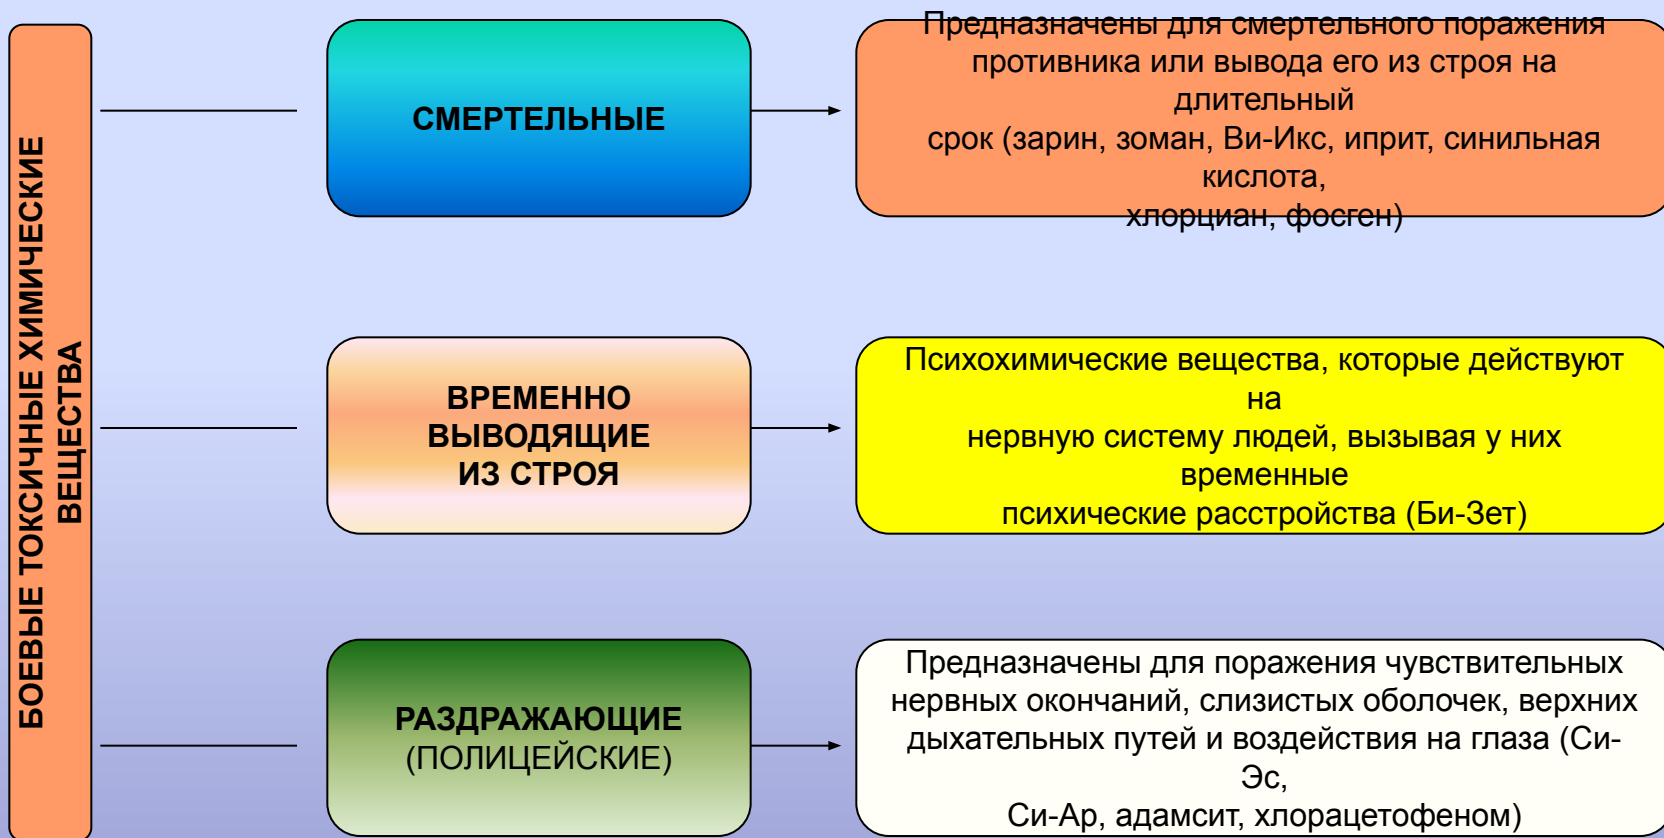 БОЕВЫЕ ТОКСИЧНЫЕ ХИМИЧЕСКИЕ
ВЕЩЕСТВА
СМЕРТЕЛЬНЫЕ
Предназначены для смертельного поражения
противника или вывода его из строя на
длительный
срок (зарин, зоман, Ви-Икс, иприт, синильная
кислота,
хлорциан, фосген)
ВРЕМЕННО
ВЫВОДЯЩИЕ
ИЗ СТРОЯ
Психохимические вещества, которые действуют
на
нервную систему людей, вызывая у них
временные
психические расстройства (Би-Зет)
РАЗДРАЖАЮЩИЕ
(ПОЛИЦЕЙСКИЕ)
Предназначены для поражения чувствительных
нервных окончаний, слизистых оболочек, верхних
дыхательных путей и воздействия на глаза (Си-
Эс,
Си-Ар, адамсит, хлорацетофеном)